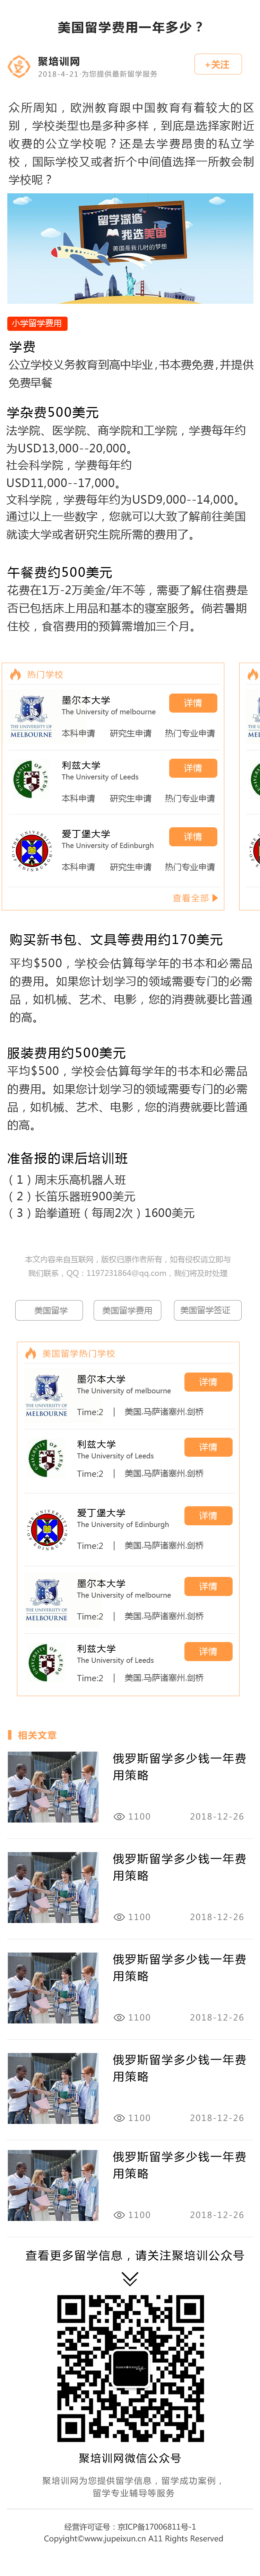 美国留学费用一年多少？
聚培训网
2018-4-21·为您提供最新留学服务
+关注
众所周知，欧洲教育跟中国教育有着较大的区
别，学校类型也是多种多样，到底是选择家附近
收费的公立学校呢？还是去学费昂贵的私立学
校，国际学校又或者折个中间值选择一所教会制
学校呢？
留学深造
我选美国
美国是我儿时的梦想
小学留学费用
学费
公立学校义务教育到高中毕业,书本费免费,并提供
免费早餐
学杂费500美元
法学院、医学院、商学院和工学院，学费每年约
为USD13,000--20,000。
社会科学院，学费每年约
USD11,000--17,000。
文科学院，学费每年约为USD9,000--14,000。
通过以上一些数字，您就可以大致了解前往美国
就读大学或者研究生院所需的费用了。
午餐费约500美元
花费在1万-2万美金/年不等，需要了解住宿费是
否已包括床上用品和基本的寝室服务。倘若暑期
住校，食宿费用的预算需增加三个月。
热门学校
THE UNIVERSITY OF
MELBOURNE
墨尔本大学
The University of melbourne
详情
本科申请 研究生申请 热门专业申请
利兹大学
The University of Leeds
详情
本科申请 研究生申请 热门专业申请
爱丁堡大学
The University of Edinburgh
详情
本科申请 研究生申请 热门专业申请
查看全部
购买新书包、文具等费用约170美元
平均$500，学校会估算每学年的书本和必需品
的费用。如果您计划学习的领域需要专门的必需
品，如机械、艺术、电影，您的消费就要比普通
的高。
服装费用约500美元
平均$500，学校会估算每学年的书本和必需品
的费用。如果您计划学习的领域需要专门的必需
品，如机械、艺术、电影，您的消费就要比普通
的高。
准备报的课后培训班
（1）周末乐高机器人班
（2）长笛乐器班900美元
（3）跆拳道班（每周2次）1600美元
本文内容来自互联网，版权归原作者所有，如有侵权请立即与
我们联系，QQ：1197231864@qq.com，我们将及时处理
美国留学 美国留学费用 美国留学签证
美国留学热门学校
THE UNIVERSITY OF
MELBOURNE
墨尔本大学
The University of melbourne
详情
Time:2 | 美国.马萨诸塞州.剑桥
利兹大学
The University of Leeds
详情
Time:2 | 美国.马萨诸塞州.剑桥
爱丁堡大学
The University of Edinburgh
详情
Time:2 | 美国.马萨诸塞州.剑桥
THE UNIVERSITY OF
MELBOURNE
墨尔本大学
The University of melbourne
详情
Time:2 | 美国.马萨诸塞州.剑桥
利兹大学
The University of Leeds
详情
Time:2 | 美国.马萨诸塞州.剑桥
相关文章
俄罗斯留学多少钱一年费
用策略
1100 2018-12-26
俄罗斯留学多少钱一年费
用策略
1100 2018-12-26
俄罗斯留学多少钱一年费
用策略
1100 2018-12-26
俄罗斯留学多少钱一年费
用策略
1100 2018-12-26
俄罗斯留学多少钱一年费
用策略
1100 2018-12-26
查看更多留学信息，请关注聚培训公众号
聚培训网微信公众号
聚培训网为您提供留学信息，留学成功案例，
留学专业辅导等服务
经营许可证号：京ICP备17006811号-1
Copyright©www.jupeixun.cn A11 Rights Reserved